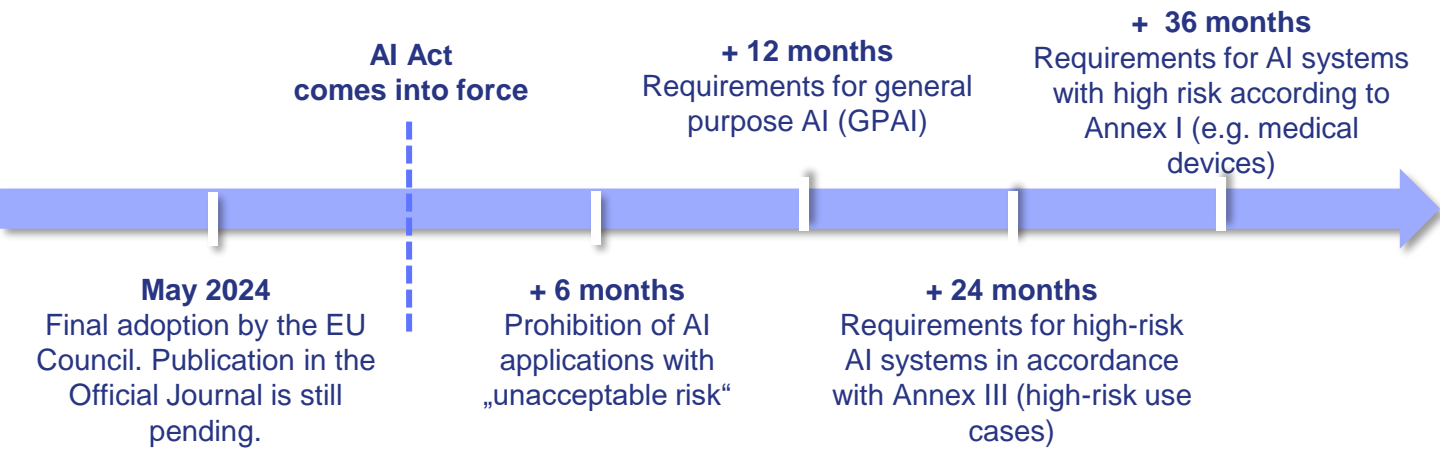 AI Act
comes into force
+ 12 months
Requirements for general
purpose AI (GPAI)
+ 36 months
Requirements for AI systems
with high risk according to
Annex I (e.g. medical
devices)
May 2024
Final adoption by the EU
Council. Publication in the
Official Journal is still
pending.
+ 6 months
Prohibition of AI
applications with
„unacceptable risk“
+ 24 months
Requirements for high-risk
AI systems in accordance
with Annex III (high-risk use
cases)